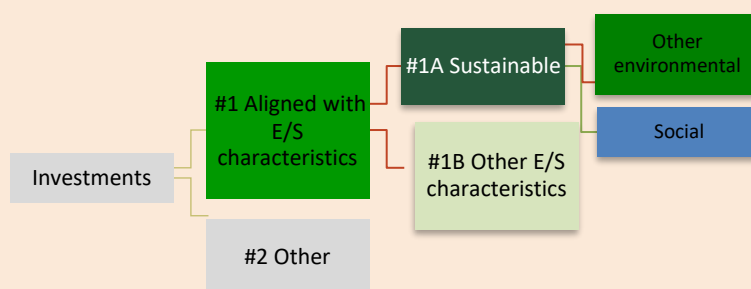 Investments
#1 Aligned with
E/S
characteristics
#2 Other
#1A Sustainable
#1B Other E/S
characteristics
Other
environmental
Social